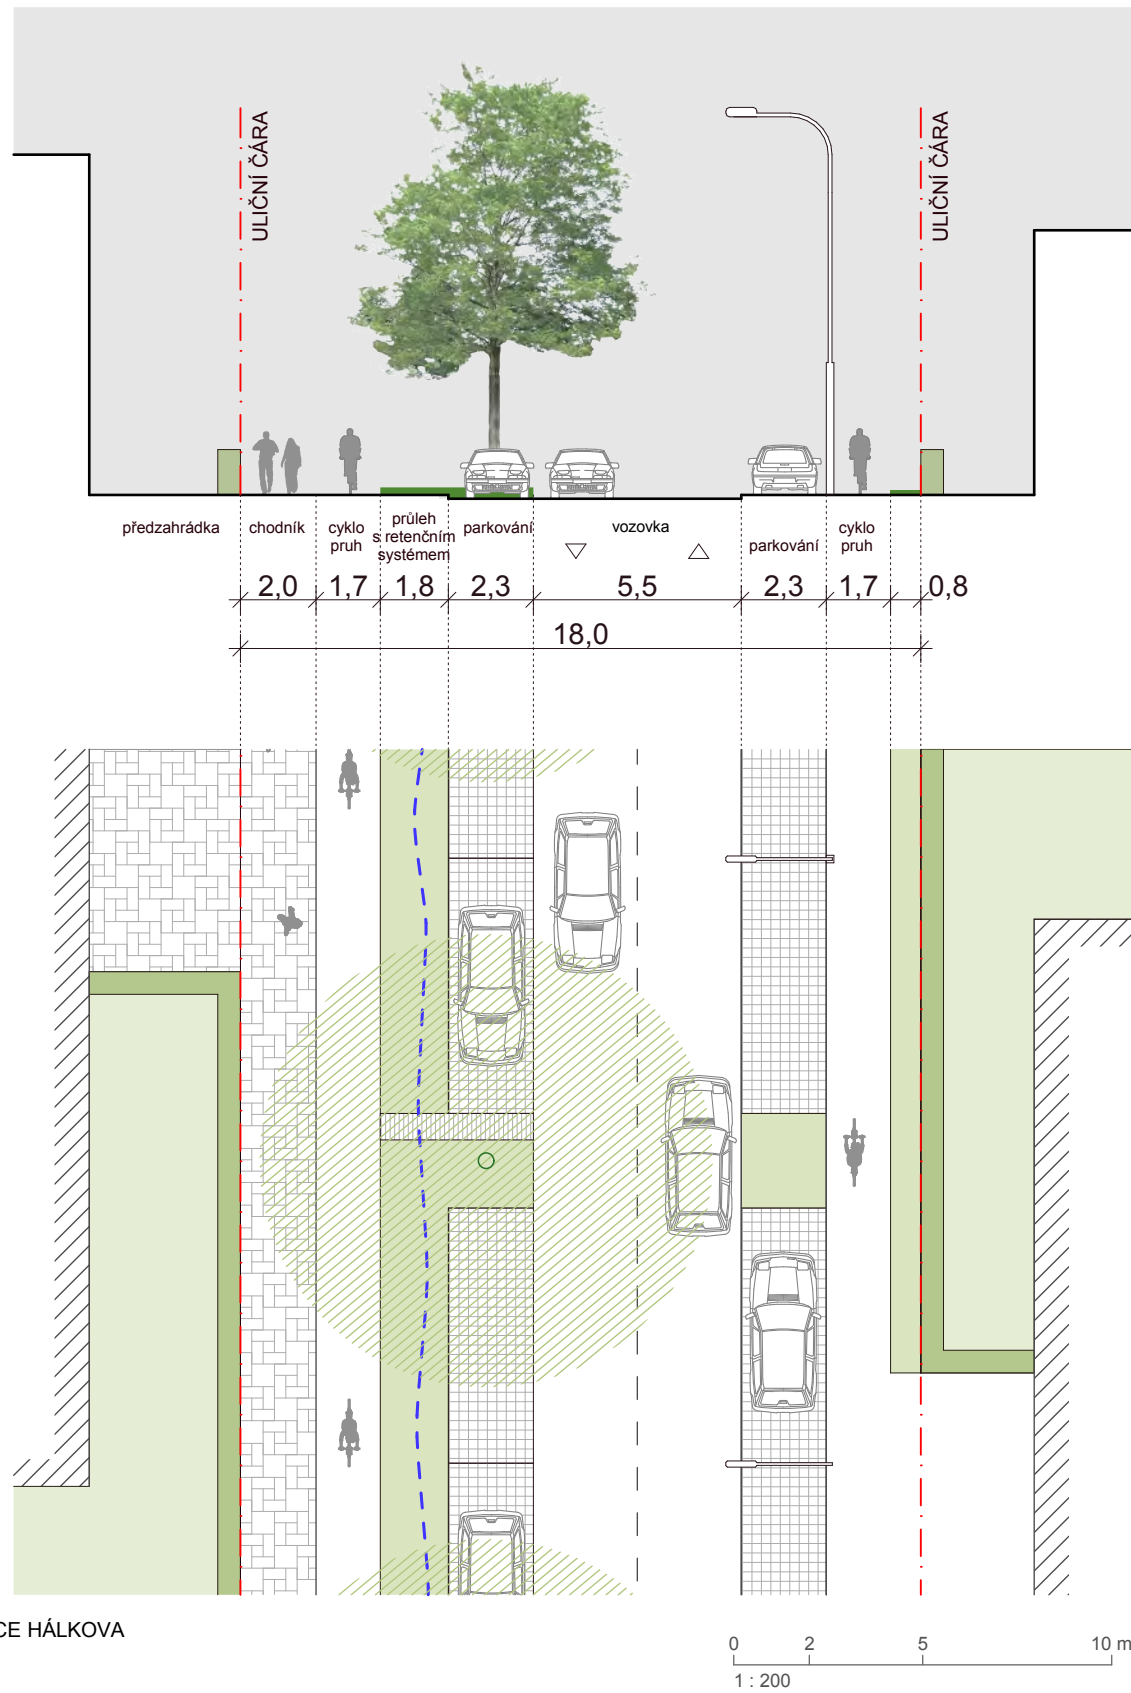 ULIČNÍ ČÁRA
ULIČNÍ ČÁRA
předzahrádka
chodník
cyklo
pruh
průleh
s retenčním
systémem
parkování
vozovka
parkování
cyklo
pruh
2,0
1,7
1,8
2,3
5,5
2,3
1,7
0,8
18,0
CE HÁLKOVA
0 2 5 10 m
1 : 200